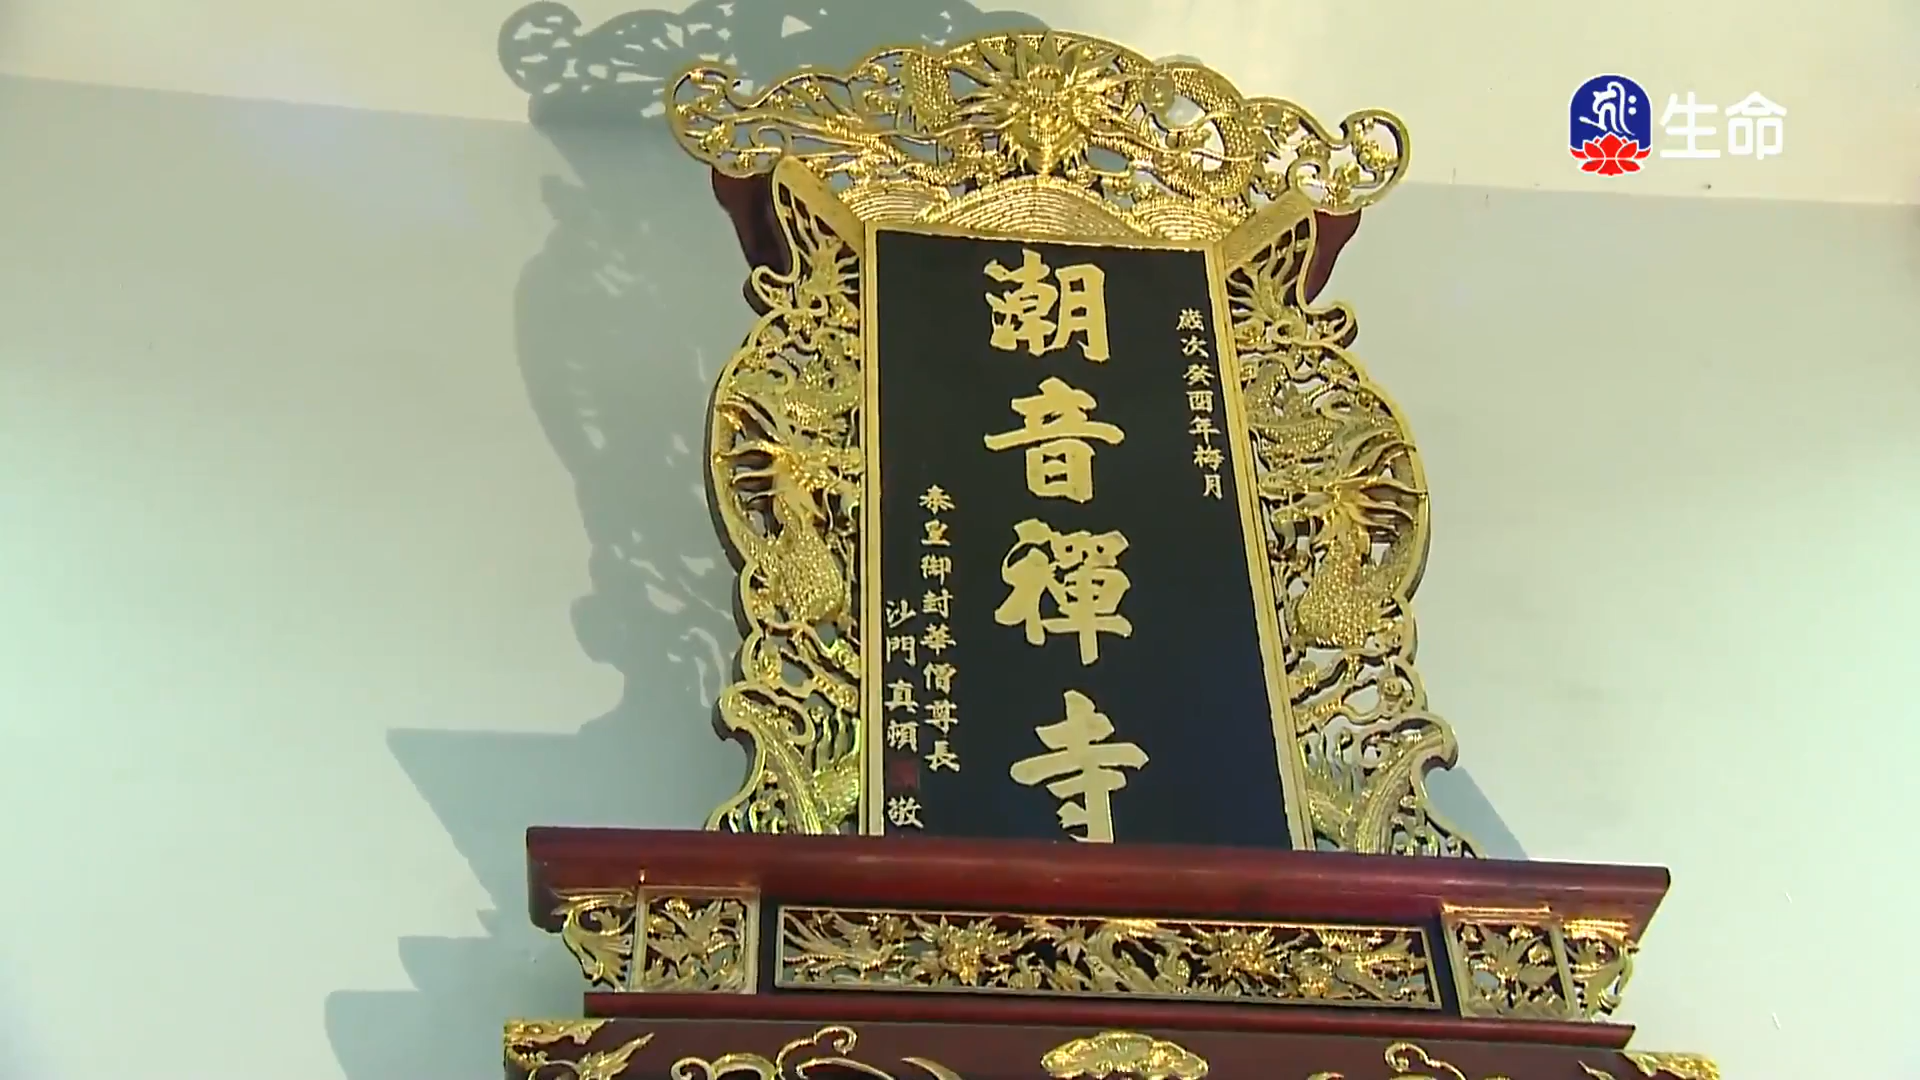 生命
歲次癸酉年梅月
潮音禪寺
泰皇御封華僧尊長
沙門真頓
敬